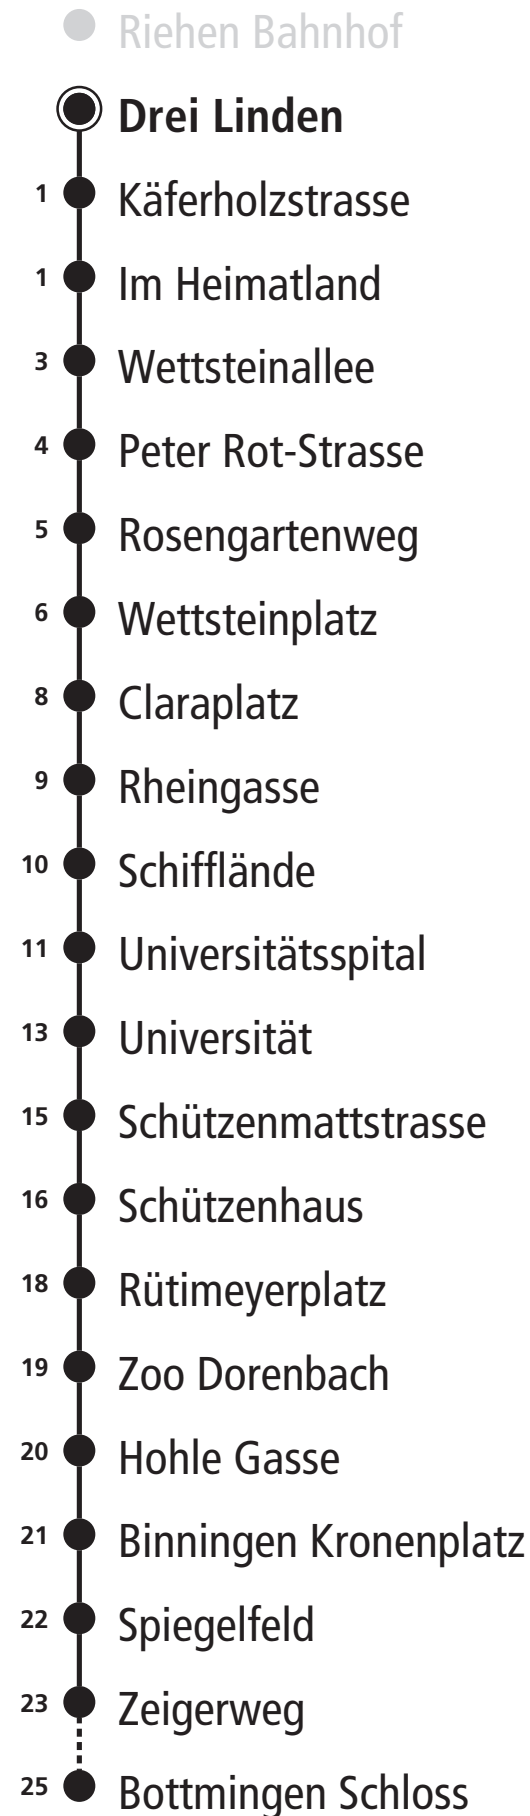 Riehen Bahnhof
Drei Linden
1 Käferholzstrasse
1 Im Heimatland
3 Wettsteinallee
4 Peter Rot-Strasse
5 Rosengartenweg
6 Wettsteinplatz
8 Claraplatz
9 Rheingasse
10 Schifflände
11 Universitätsspital
13 Universität
15 Schützenmattstrasse
16 Schützenhaus
18 Rütimeyerplatz
19 Zoo Dorenbach
20 Hohle Gasse
21 Binningen Kronenplatz
22 Spiegelfeld
23 Zeigerweg
25 Bottmingen Schloss